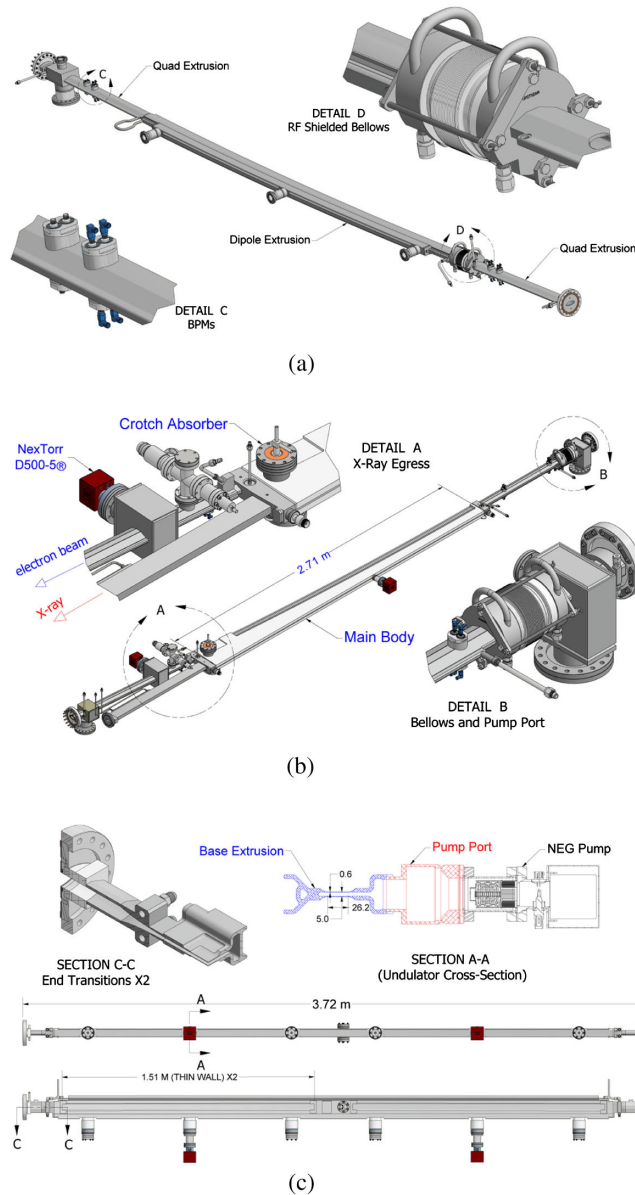 C
Quad Extrusion
DETAIL D
RF Shielded Bellows
D
Dipole Extrusion
Quad Extrusion
DETAIL C
BPMs
(a)
Crotch Absorber
NexTorr
D500-5®
DETAIL A
X-Ray Egress
B
electron beam
X-ray
2.71 m
A
Main Body
DETAIL B
Bellows and Pump Port
(b)
Base Extrusion
Pump Port
NEG Pump
0.6
26.2
5.0
SECTION C-C
End Transitions X2
SECTION A-A
(Undulator Cross-Section)
3.72 m
A
A
1.51 M (THIN WALL) X2
C
C
(c)